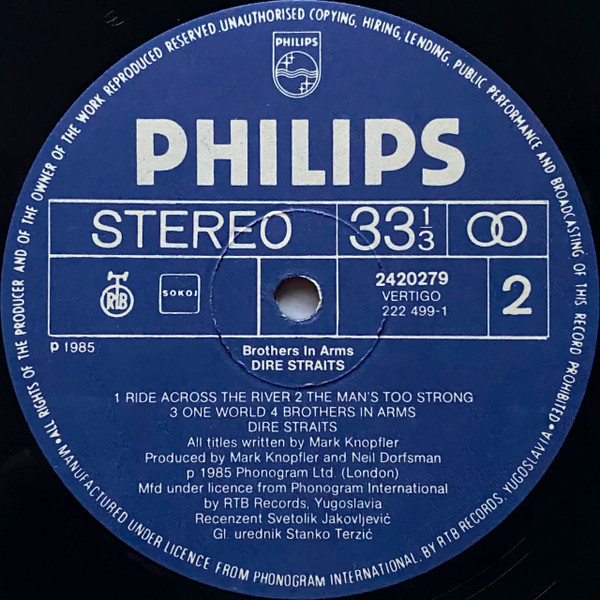 • ALL RIGHTS OF THE PRODUCER AND OF THE OWNER OF THE WORK REPRODUCED RESERVED. UNAUTHORISED COPYING, HIRING, LENDING, PUBLIC PERFORMANCE AND BROADCASTING OF THIS RECORD PROHIBITED •
PHILIPS
PHILIPS
STEREO 33⅓
RTB SOKOJ 2420279
VERTIGO
222 499-1
2
p 1985
Brothers In Arms
DIRE STRAITS
1 RIDE ACROSS THE RIVER 2 THE MAN'S TOO STRONG
3 ONE WORLD 4 BROTHERS IN ARMS
DIRE STRAITS
All titles written by Mark Knopfler
Produced by Mark Knopfler and Neil Dorfsman
p 1985 Phonogram Ltd. (London)
Mfd under licence from Phonogram International
by RTB Records, Yugoslavia
Recenzent Svetolik Jakovljević
Gl. urednik Stanko Terzić
MANUFACTURED UNDER LICENCE FROM PHONOGRAM INTERNATIONAL, BY RTB RECORDS, YUGOSLAVIA